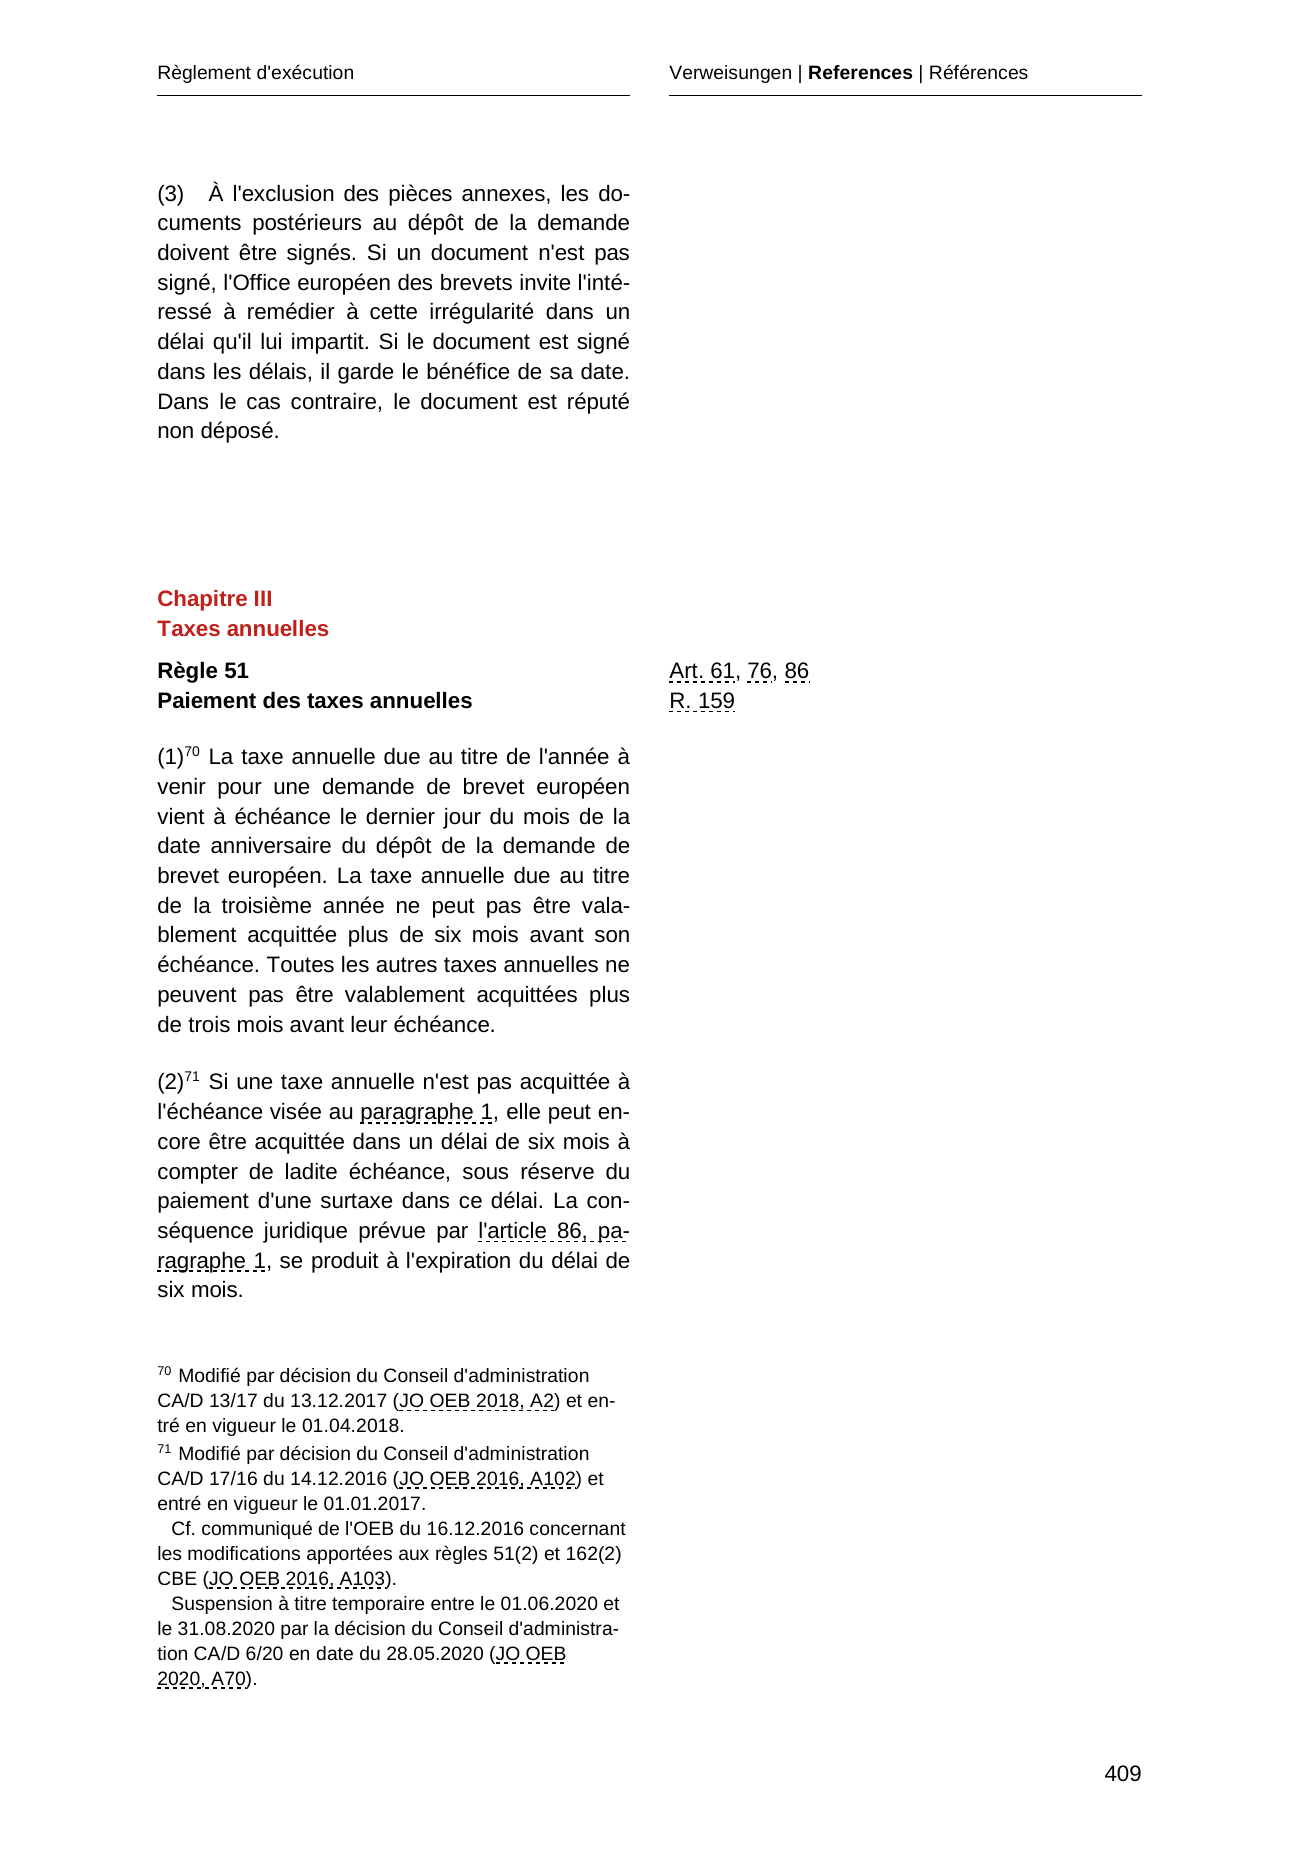 Règlement d'exécution
Verweisungen | References | Références
(3) À l'exclusion des pièces annexes, les do-
cuments postérieurs au dépôt de la demande
doivent être signés. Si un document n'est pas
signé, l'Office européen des brevets invite l'inté-
ressé à remédier à cette irrégularité dans un
délai qu'il lui impartit. Si le document est signé
dans les délais, il garde le bénéfice de sa date.
Dans le cas contraire, le document est réputé
non déposé.
Chapitre III
Taxes annuelles
Règle 51
Paiement des taxes annuelles
Art. 61, 76, 86
R. 159
(1)70 La taxe annuelle due au titre de l'année à
venir pour une demande de brevet européen
vient à échéance le dernier jour du mois de la
date anniversaire du dépôt de la demande de
brevet européen. La taxe annuelle due au titre
de la troisième année ne peut pas être vala-
blement acquittée plus de six mois avant son
échéance. Toutes les autres taxes annuelles ne
peuvent pas être valablement acquittées plus
de trois mois avant leur échéance.
(2)71 Si une taxe annuelle n'est pas acquittée à
l'échéance visée au paragraphe 1, elle peut en-
core être acquittée dans un délai de six mois à
compter de ladite échéance, sous réserve du
paiement d'une surtaxe dans ce délai. La con-
séquence juridique prévue par l'article 86, pa-
ragraphe 1, se produit à l'expiration du délai de
six mois.
70 Modifié par décision du Conseil d'administration
CA/D 13/17 du 13.12.2017 (JO OEB 2018, A2) et en-
tré en vigueur le 01.04.2018.
71 Modifié par décision du Conseil d'administration
CA/D 17/16 du 14.12.2016 (JO OEB 2016, A102) et
entré en vigueur le 01.01.2017.
Cf. communiqué de l'OEB du 16.12.2016 concernant
les modifications apportées aux règles 51(2) et 162(2)
CBE (JO OEB 2016, A103).
Suspension à titre temporaire entre le 01.06.2020 et
le 31.08.2020 par la décision du Conseil d'administra-
tion CA/D 6/20 en date du 28.05.2020 (JO OEB
2020, A70).
409